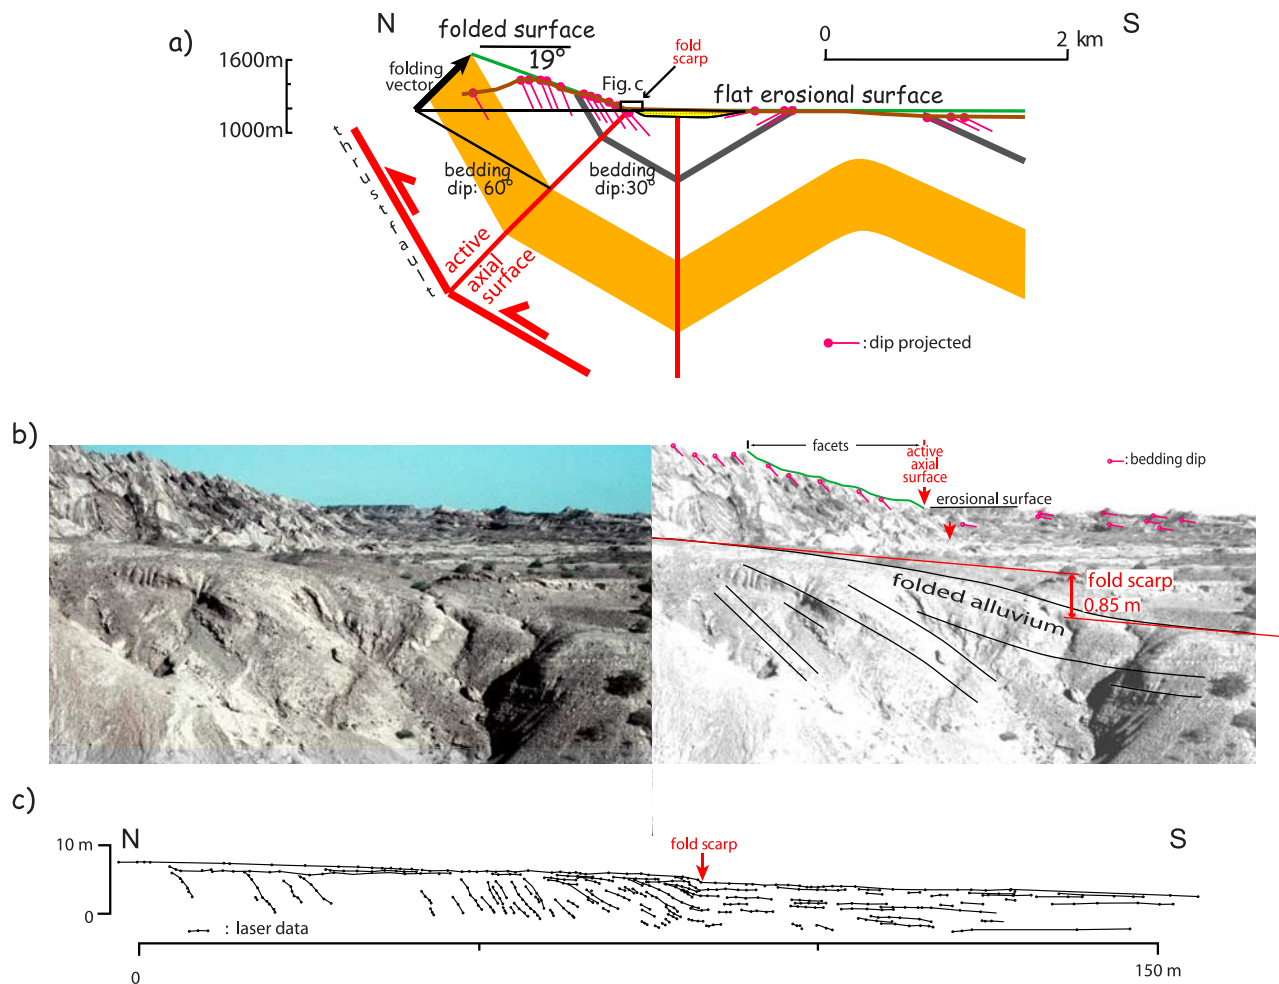 a)
N
S
0
2 km
folded surface
19°
fold
scarp
1600m
1000m
folding
vector
Fig.c
flat erosional surface
bedding
dip: 60°
bedding
dip:30°
thrust fault
active
axial
surface
: dip projected
b)
facets
active
axial
surface
: bedding dip
erosional surface
folded alluvium
fold scarp
0.85 m
c)
N
S
10 m
0
fold scarp
: laser data
0
150 m